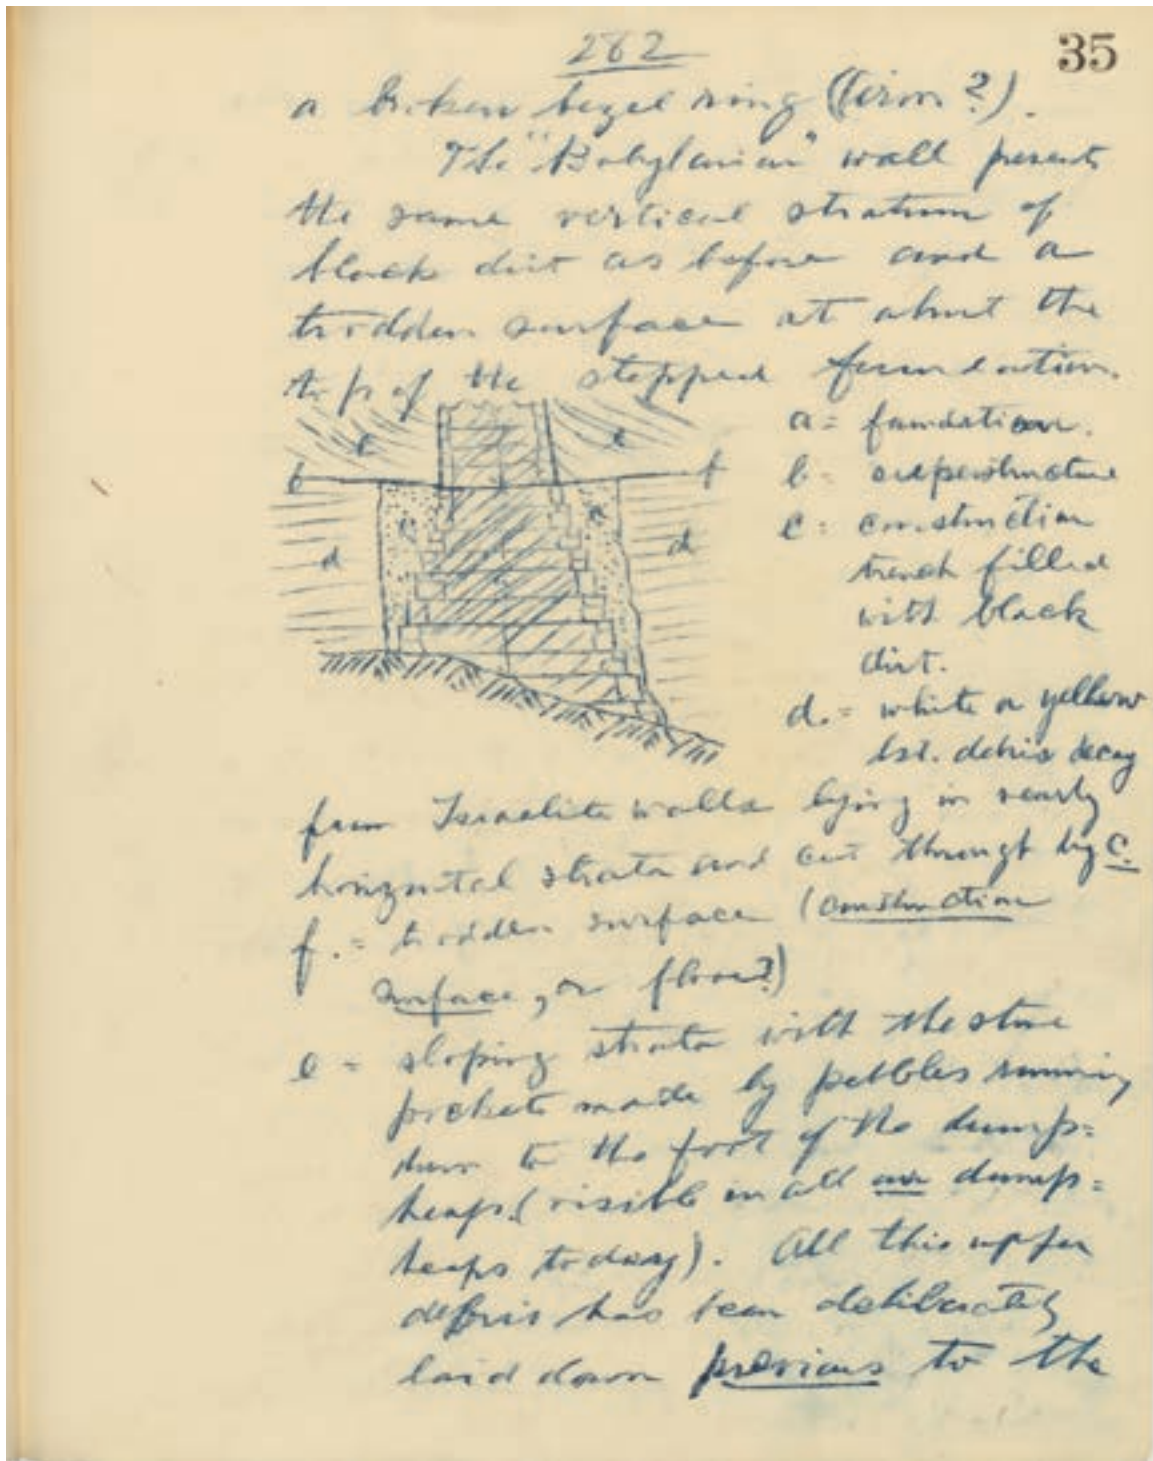 282
35
a broken bezel ring (iron?).
The "Babylonian" wall presents
the same vertical stratum of
black dirt as before and a
trodden surface at about the
top of the stepped foundation.
a = foundation.
b = superstructure
c = construction
trench filled
with black
dirt.
d. = white or yellow
lst. debris decay
e
e
f
f
b
c
c
d
d
from Israelite walls lying in nearly
horizontal strata and cut through by c.
f. = trodden surface (construction
surface, or floor?)
e = sloping strata with the stone
pockets made by pebbles running
down to the foot of the dump-
heaps (visible in all our dump-
heaps today). All this upper
debris has been deliberately
laid down previous to the